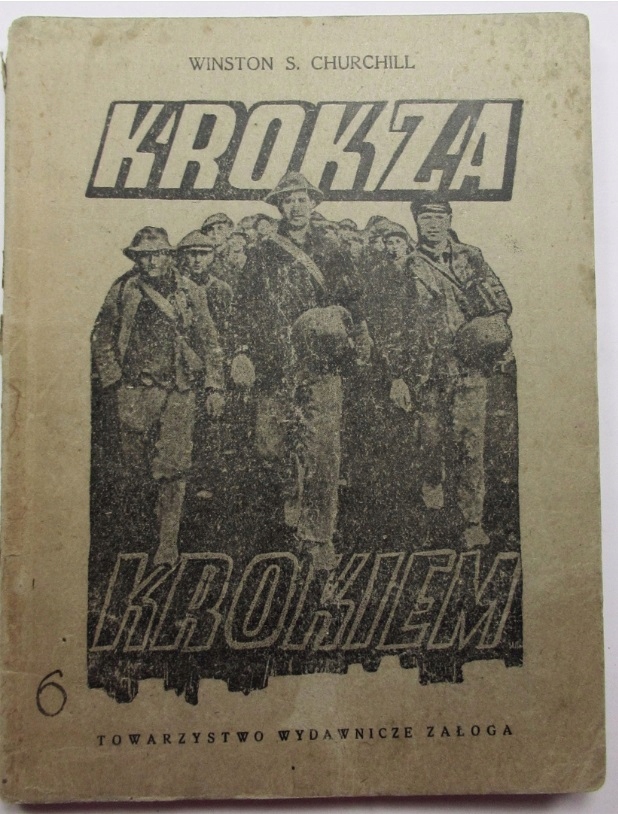 WINSTON S. CHURCHILL
KROK ZA
KROKIEM
6
TOWARZYSTWO WYDAWNICZE ZAŁOGA